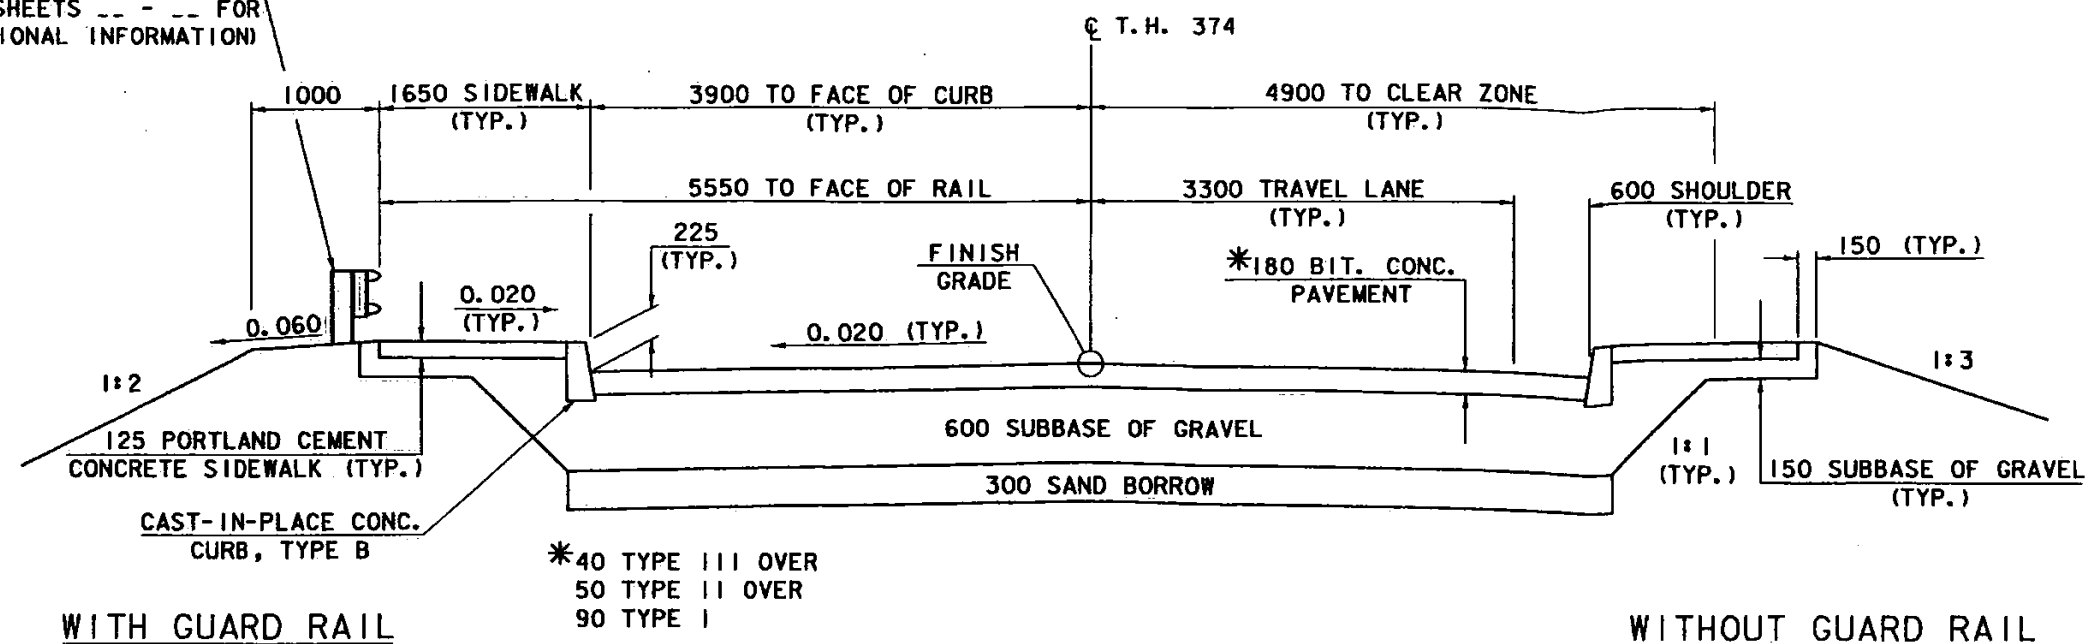 SHEETS -- - -- FOR
IONAL INFORMATION)
℄ T.H. 374
1000
1650 SIDEWALK
(TYP.)
3900 TO FACE OF CURB
(TYP.)
4900 TO CLEAR ZONE
(TYP.)
5550 TO FACE OF RAIL
3300 TRAVEL LANE
(TYP.)
600 SHOULDER
(TYP.)
225
(TYP.)
FINISH
GRADE
*180 BIT. CONC.
PAVEMENT
150 (TYP.)
0.060
0.020
(TYP.)
0.020 (TYP.)
1:2
1:3
125 PORTLAND CEMENT
CONCRETE SIDEWALK (TYP.)
600 SUBBASE OF GRAVEL
1:1
(TYP.)
150 SUBBASE OF GRAVEL
(TYP.)
300 SAND BORROW
CAST-IN-PLACE CONC.
CURB, TYPE B
*40 TYPE III OVER
50 TYPE II OVER
90 TYPE I
WITH GUARD RAIL
WITHOUT GUARD RAIL